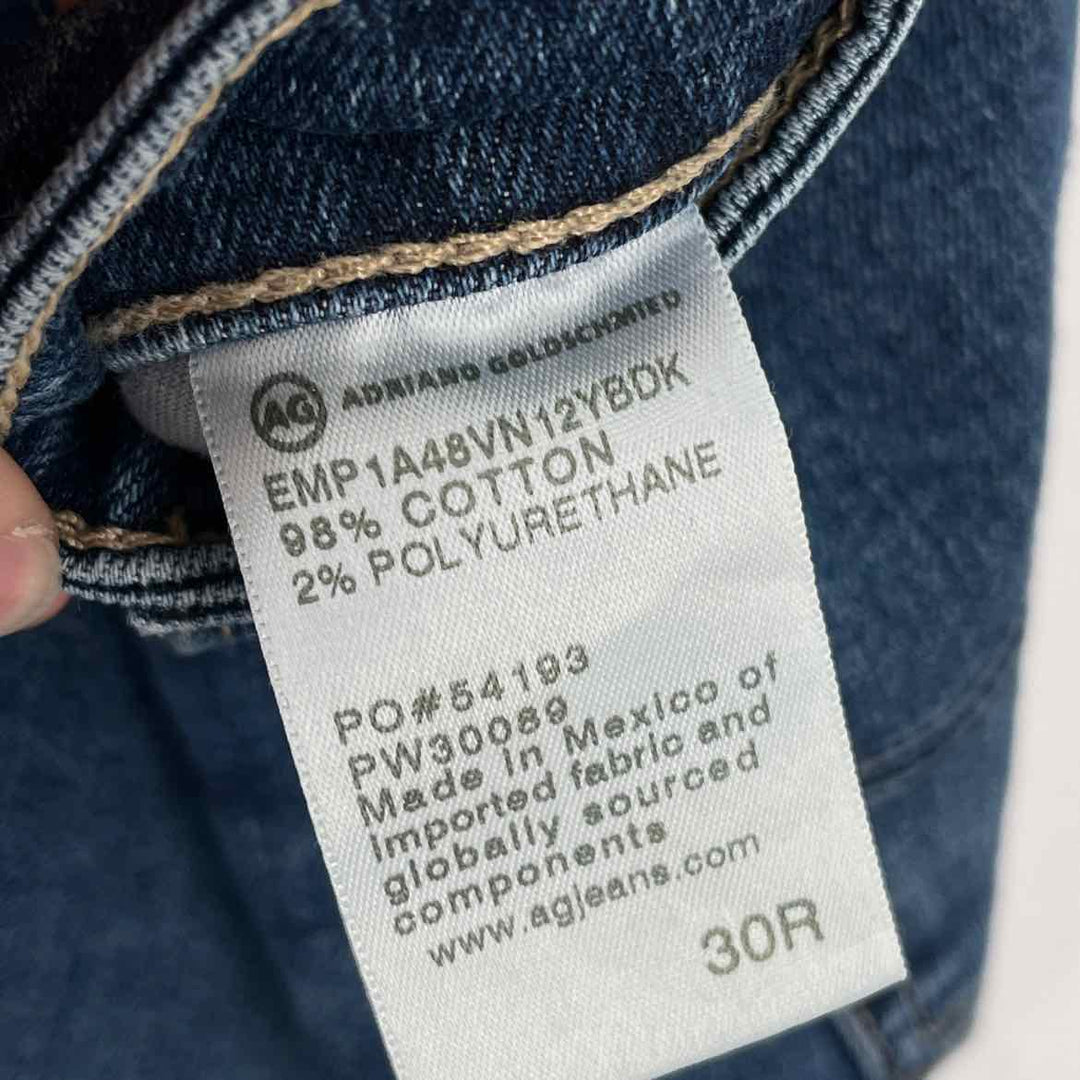 AG ADRIANO GOLDSCHMIED
EMP1A48VN12YBDK
98% COTTON
2% POLYURETHANE
PO#54193
PW30089
Made in Mexico of
imported fabric and
globally sourced
components
www.agjeans.com
30R